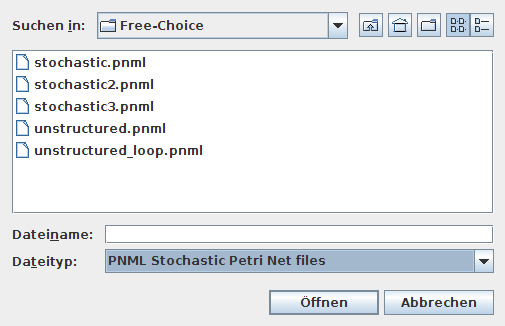 Suchen in: Free-Choice
stochastic.pnml
stochastic2.pnml
stochastic3.pnml
unstructured.pnml
unstructured_loop.pnml
Dateiname:
Dateityp: PNML Stochastic Petri Net files
Öffnen Abbrechen